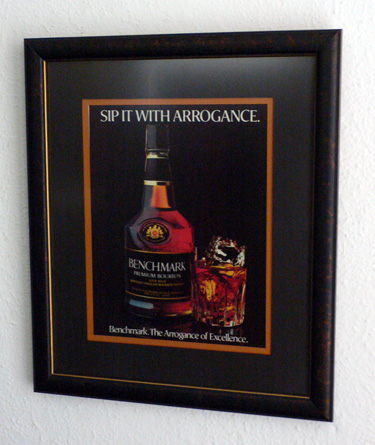 SIP IT WITH ARROGANCE.
BENCHMARK
PREMIUM BOURBON
Benchmark. The Arrogance of Excellence.